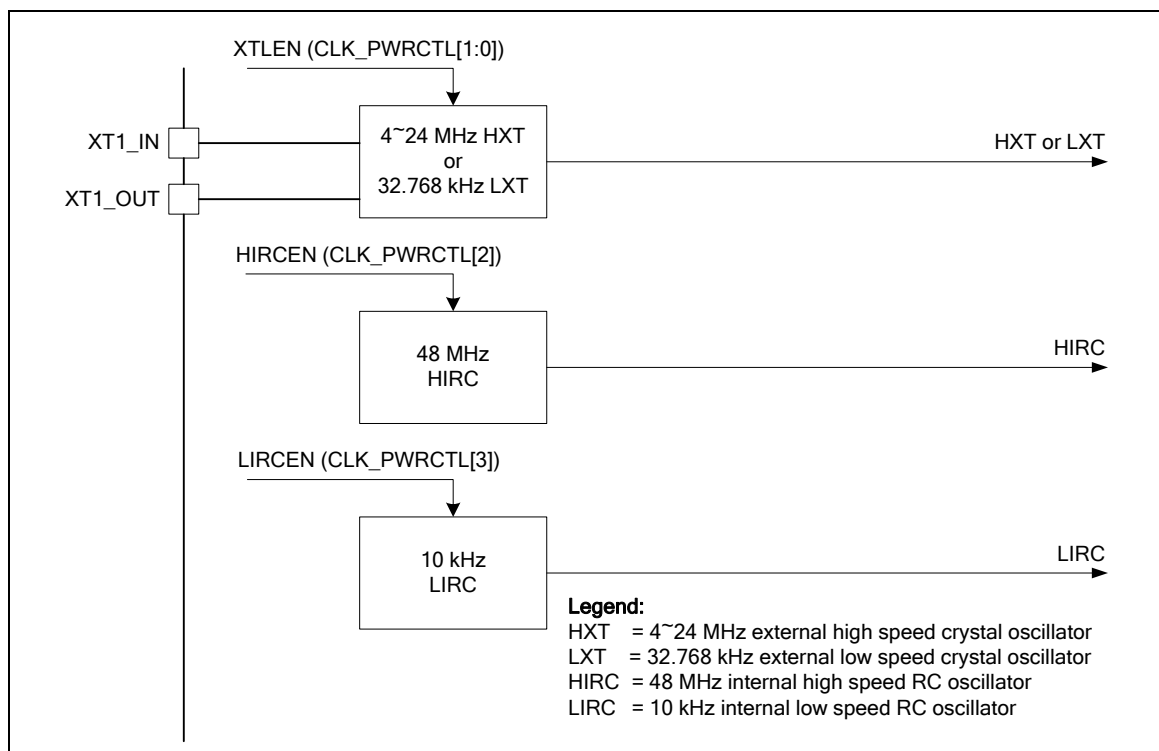 XTLEN (CLK_PWRCTL[1:0])
XT1_IN
XT1_OUT
4~24 MHz HXT
or
32.768 kHz LXT
HXT or LXT
HIRCEN (CLK_PWRCTL[2])
48 MHz
HIRC
HIRC
LIRCEN (CLK_PWRCTL[3])
10 kHz
LIRC
LIRC
Legend:
HXT = 4~24 MHz external high speed crystal oscillator
LXT = 32.768 kHz external low speed crystal oscillator
HIRC = 48 MHz internal high speed RC oscillator
LIRC = 10 kHz internal low speed RC oscillator